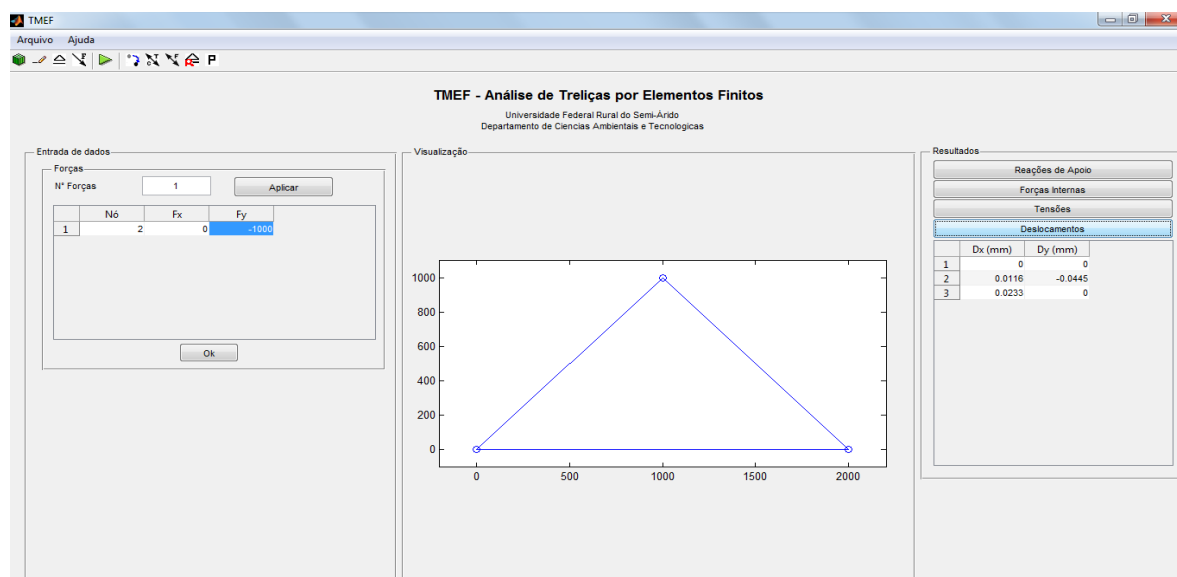 TMEF
Arquivo Ajuda
P
TMEF - Análise de Treliças por Elementos Finitos
Universidade Federal Rural do Semi-Árido
Departamento de Ciencias Ambientais e Tecnologicas
Entrada de dados
Forças
N° Forças 1 Aplicar
Nó Fx Fy
1 2 0 -1000
Ok
Visualização
1000
800
600
400
200
0
0 500 1000 1500 2000
Resultados
Reações de Apoio
Forças Internas
Tensões
Deslocamentos
Dx (mm) Dy (mm)
1 0 0
2 0.0116 -0.0445
3 0.0233 0